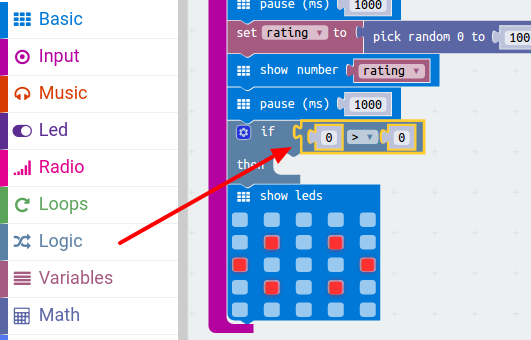 Basic
Input
Music
Led
Radio
Loops
Logic
Variables
Math
pause (ms) 1000
set rating ▾ to pick random 0 to 100
show number rating ▾
pause (ms) 1000
if 0 > ▾ 0
then
show leds